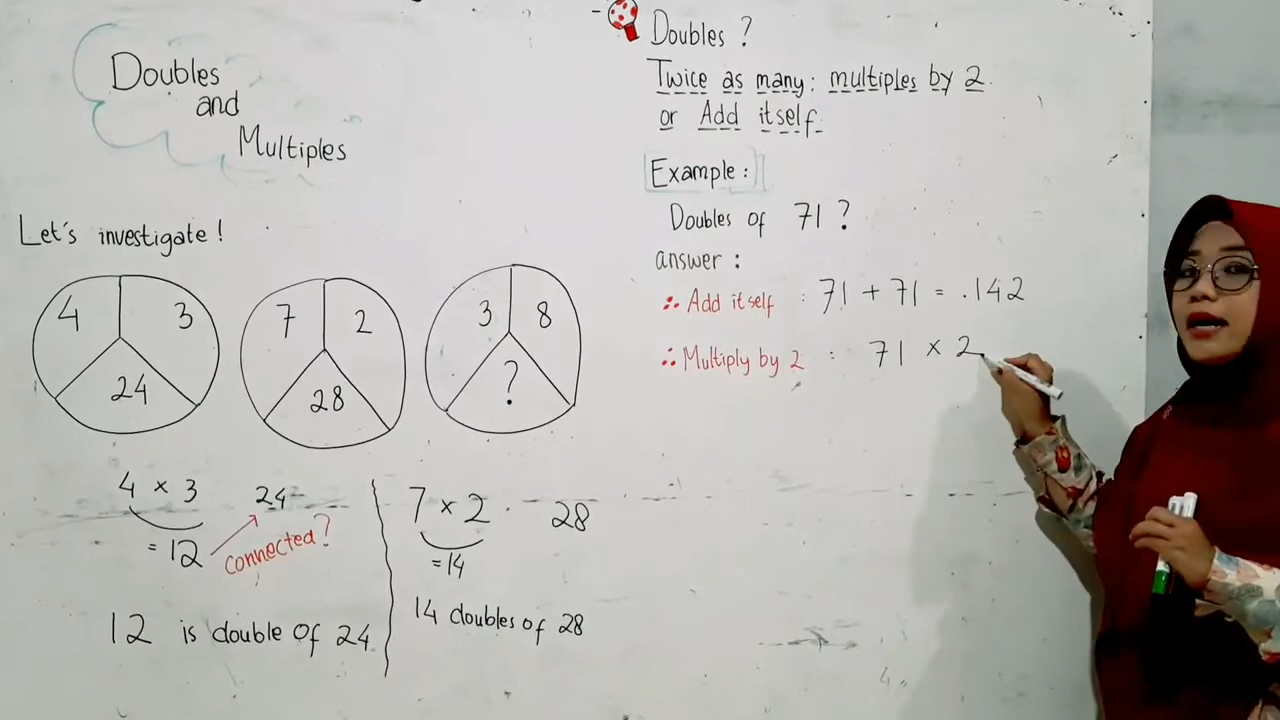 Doubles
and
Multiples
Let's investigate!
4 3
24
7 2
28
3 8
?
4 × 3 24
= 12 connected?
12 is double of 24
7 × 2 28
= 14
14 doubles of 28
Doubles ?
Twice as many: multiples by 2.
or Add itself.
Example :
Doubles of 71 ?
answer :
∴ Add itself : 71 + 71 = .142
∴ Multiply by 2 : 71 × 2